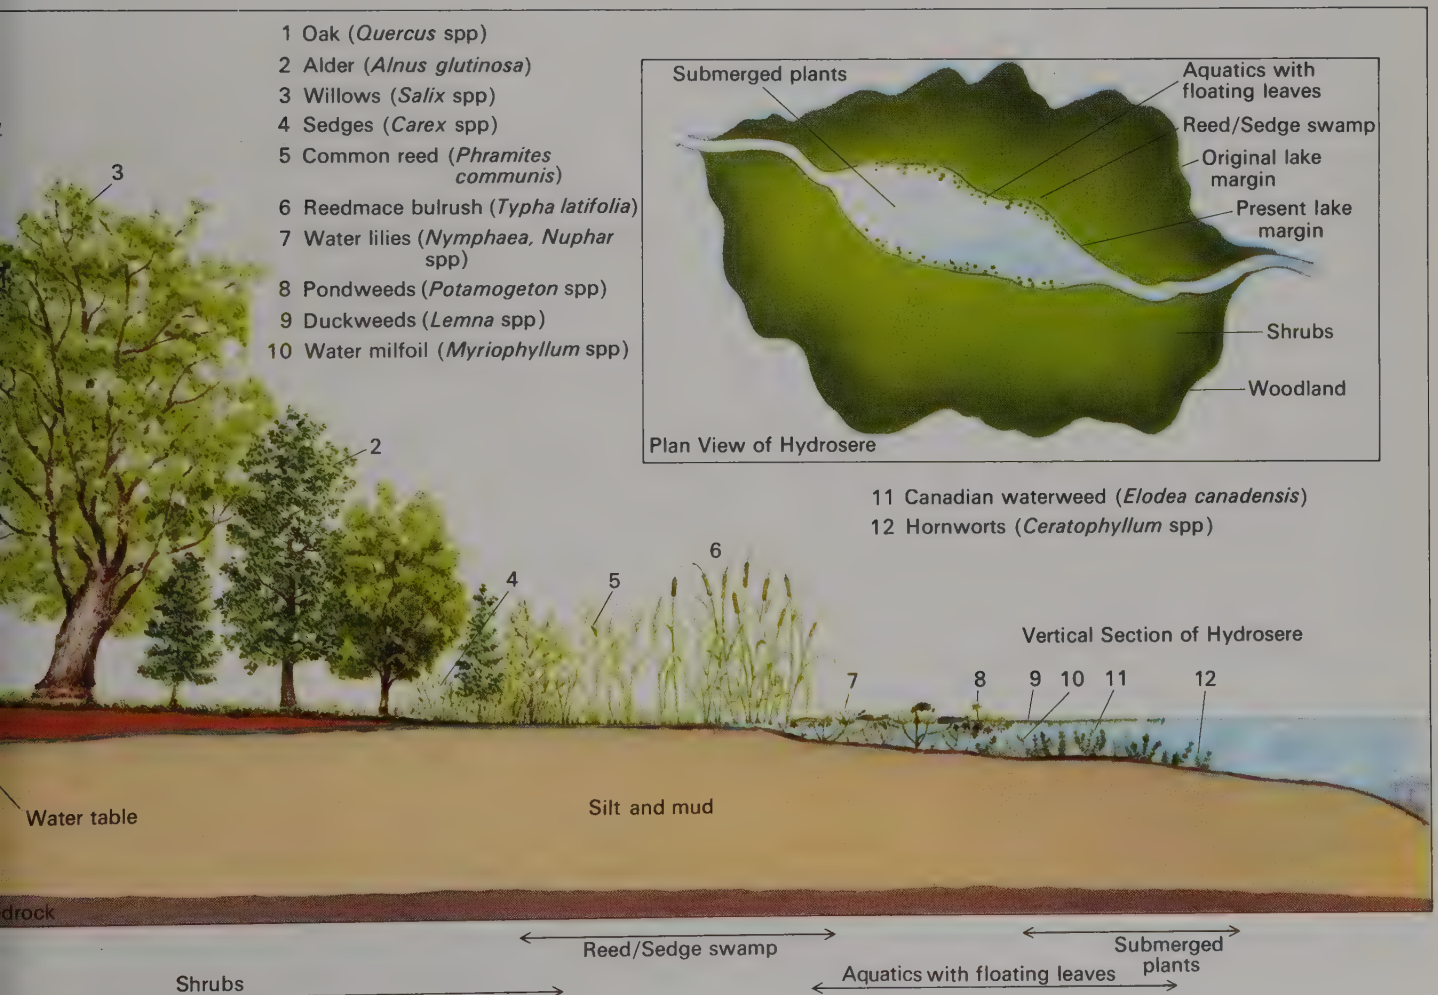 1 Oak (Quercus spp)
2 Alder (Alnus glutinosa)
3 Willows (Salix spp)
4 Sedges (Carex spp)
5 Common reed (Phramites
communis)
6 Reedmace bulrush (Typha latifolia)
7 Water lilies (Nymphaea, Nuphar
spp)
8 Pondweeds (Potamogeton spp)
9 Duckweeds (Lemna spp)
10 Water milfoil (Myriophyllum spp)
Submerged plants
Aquatics with
floating leaves
Reed/Sedge swamp
Original lake
margin
Present lake
margin
Shrubs
Woodland
Plan View of Hydrosere
11 Canadian waterweed (Elodea canadensis)
12 Hornworts (Ceratophyllum spp)
3
2
4
5
6
Vertical Section of Hydrosere
7
8
9
10
11
12
Water table
Silt and mud
drock
Reed/Sedge swamp
Submerged
plants
Aquatics with floating leaves
Shrubs